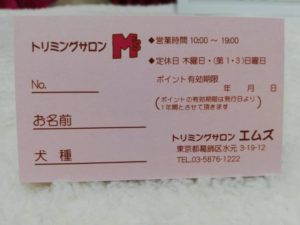 トリミングサロン M's
◆営業時間 10:00 ~ 19:00
◆定休日 木曜日・(第1・3)日曜日
No.
ポイント有効期限
年 月 日
(ポイントの有効期限は発行日より
1年間とさせて頂きます)
お名前
犬 種
トリミングサロン エムズ
東京都葛飾区水元 3-19-12
TEL.03-5876-1222